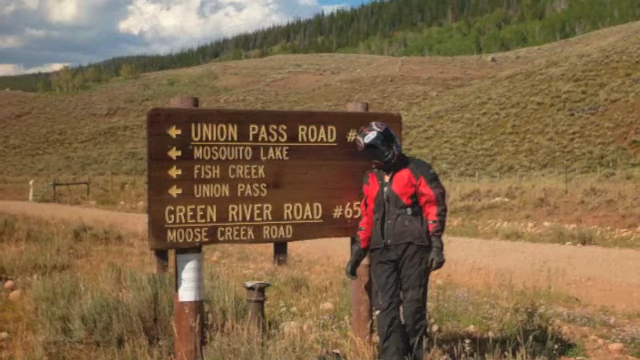 ← UNION PASS ROAD #
← MOSQUITO LAKE
← FISH CREEK
← UNION PASS
GREEN RIVER ROAD #65
MOOSE CREEK ROAD